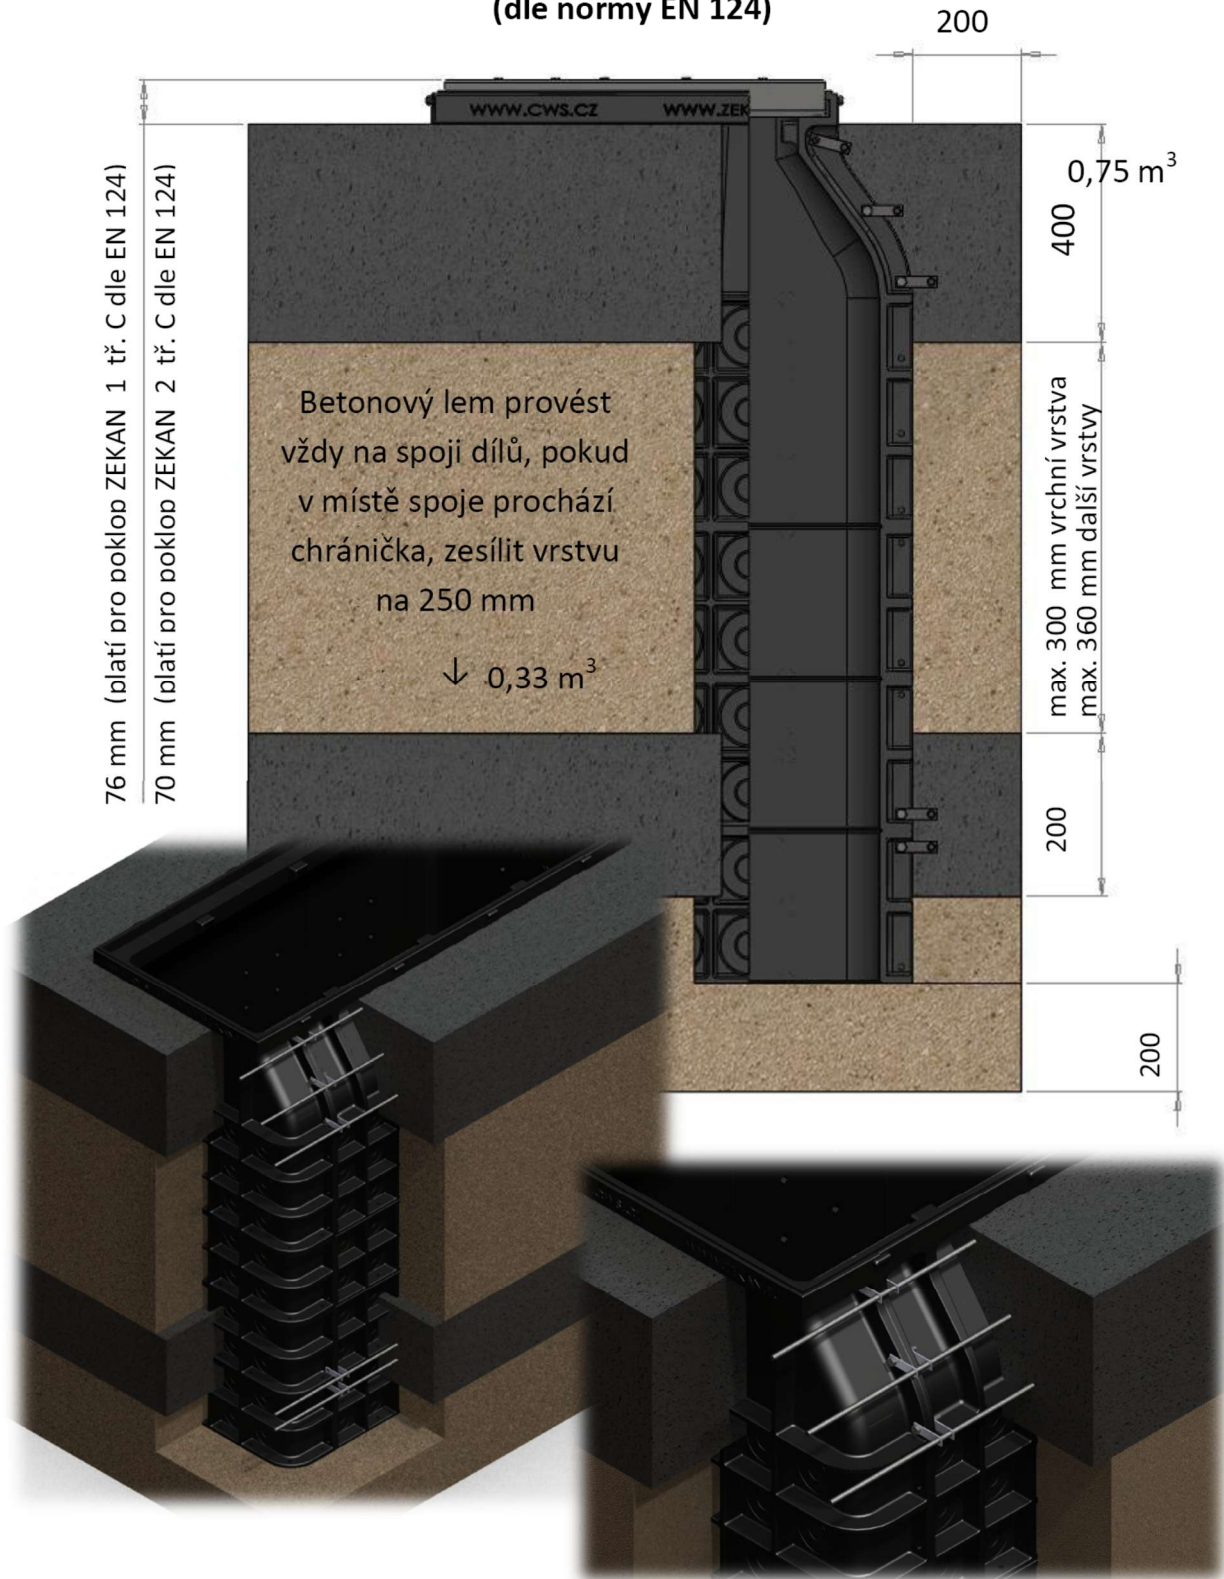 (dle normy EN 124)
200
WWW.CWS.CZ WWW.ZEK
0,75 m³
400
76 mm (platí pro poklop ZEKAN 1 tř. C dle EN 124)
70 mm (platí pro poklop ZEKAN 2 tř. C dle EN 124)
Betonový lem provést
vždy na spoji dílů, pokud
v místě spoje prochází
chránička, zesílit vrstvu
na 250 mm
↓ 0,33 m³
max. 300 mm vrchní vrstva
max. 360 mm další vrstvy
200
200